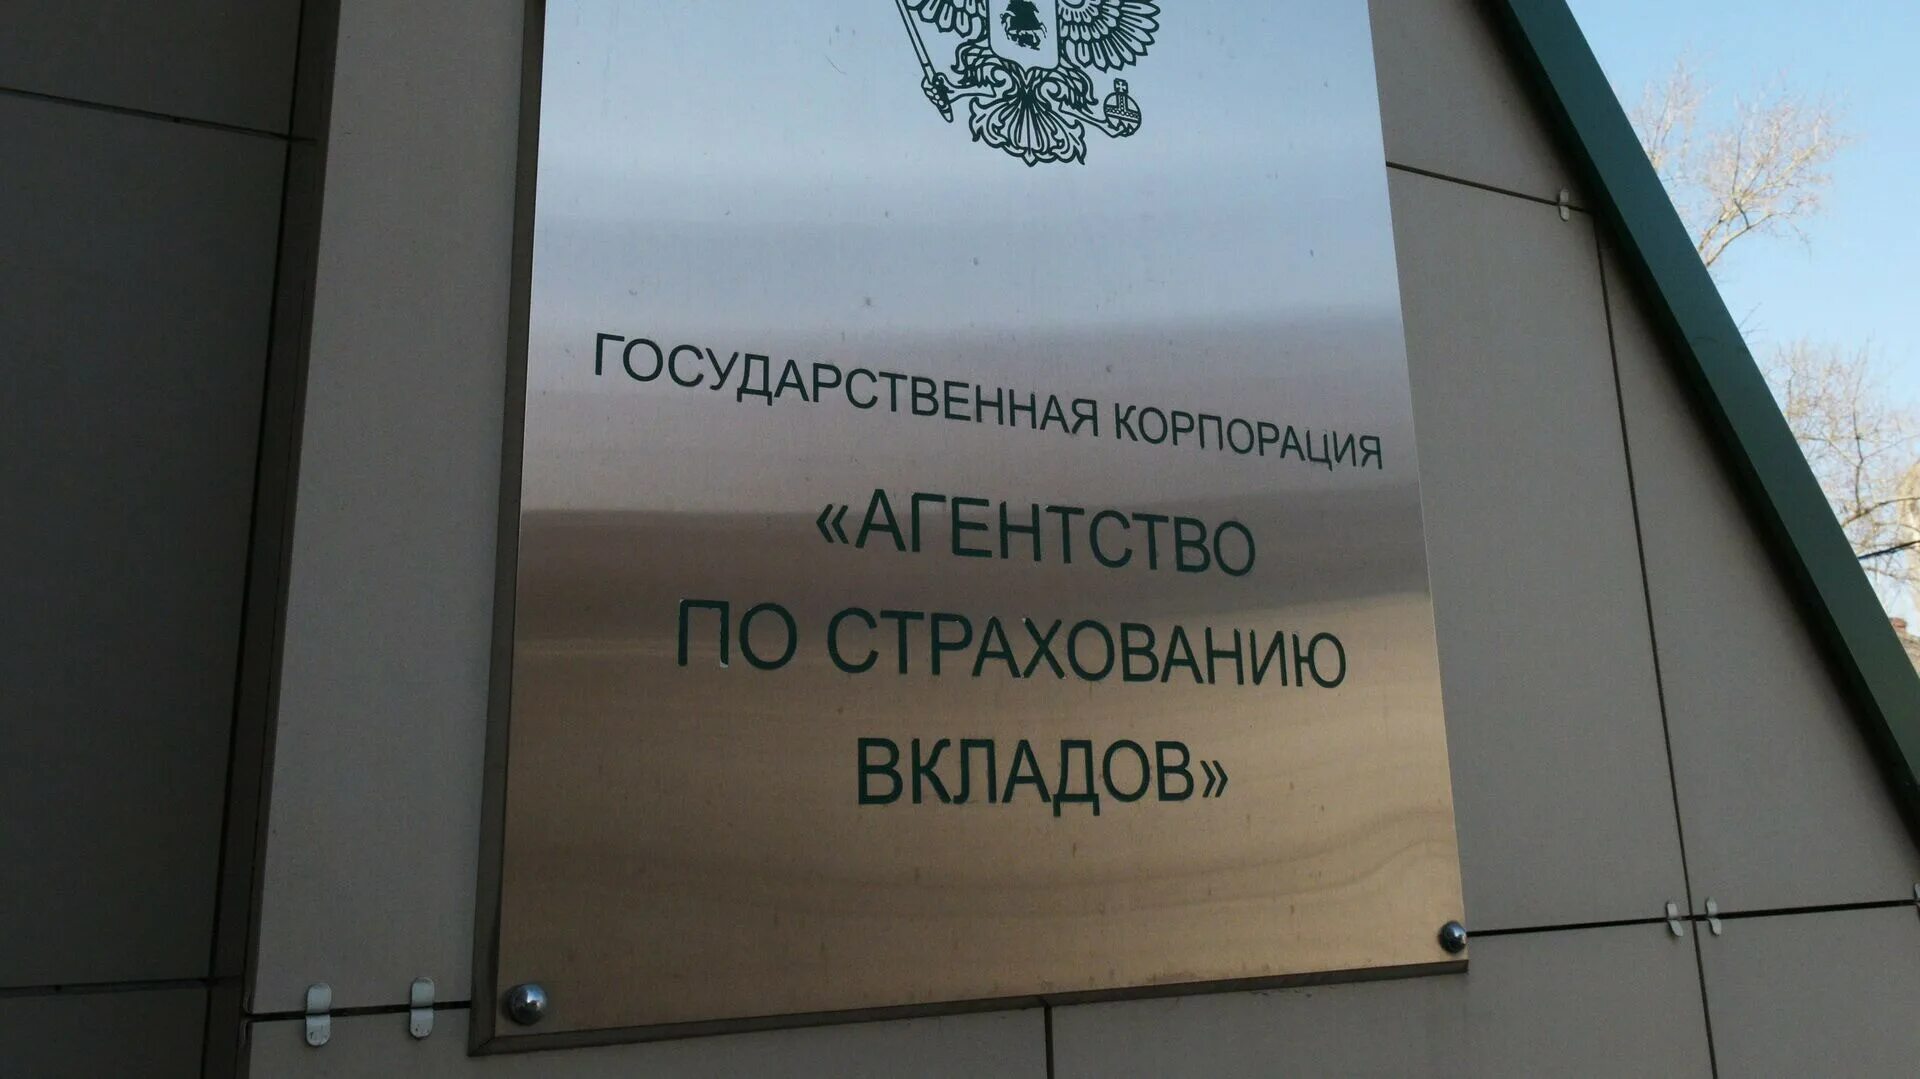 ГОСУДАРСТВЕННАЯ КОРПОРАЦИЯ
«АГЕНТСТВО
ПО СТРАХОВАНИЮ
ВКЛАДОВ»